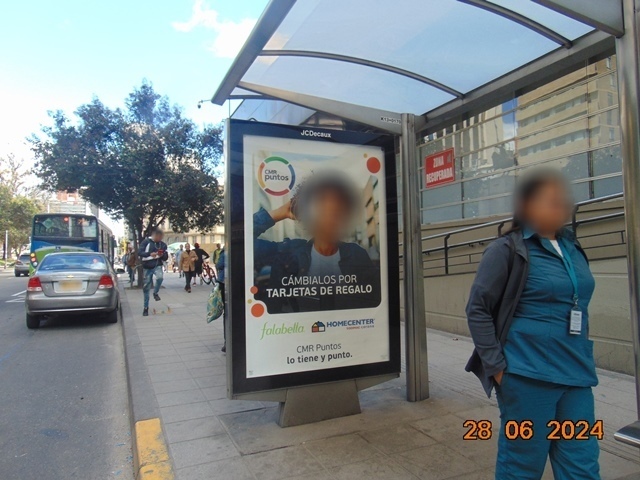 JCDecaux
CMR
puntos
CÁMBIALOS POR
TARJETAS DE REGALO
falabella.
HOMECENTER
CMR Puntos
lo tiene y punto.
ZONA
RECUPERADA
28 06 2024